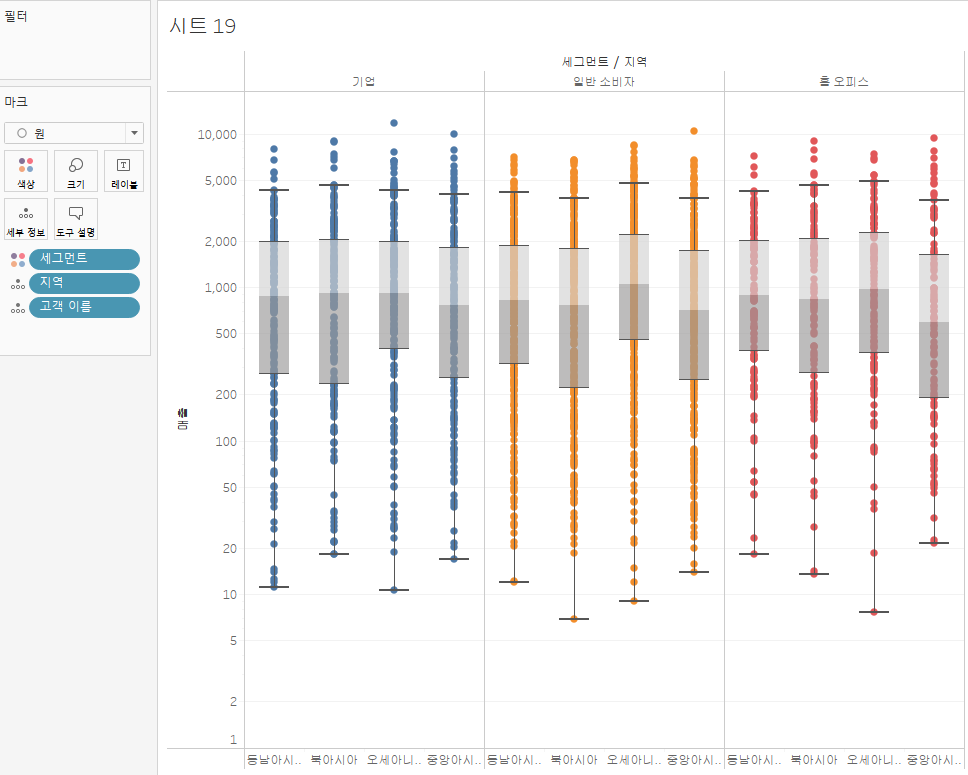 필터
마크
원
색상
크기
레이블
세부 정보
도구 설명
세그먼트
지역
고객 이름
시트 19
세그먼트 / 지역
기업
일반 소비자
홈 오피스
매출
10,000
5,000
2,000
1,000
500
200
100
50
20
10
5
2
1
동남아시.. 북아시아 오세아니.. 중앙아시.. 동남아시.. 북아시아 오세아니.. 중앙아시.. 동남아시.. 북아시아 오세아니.. 중앙아시..